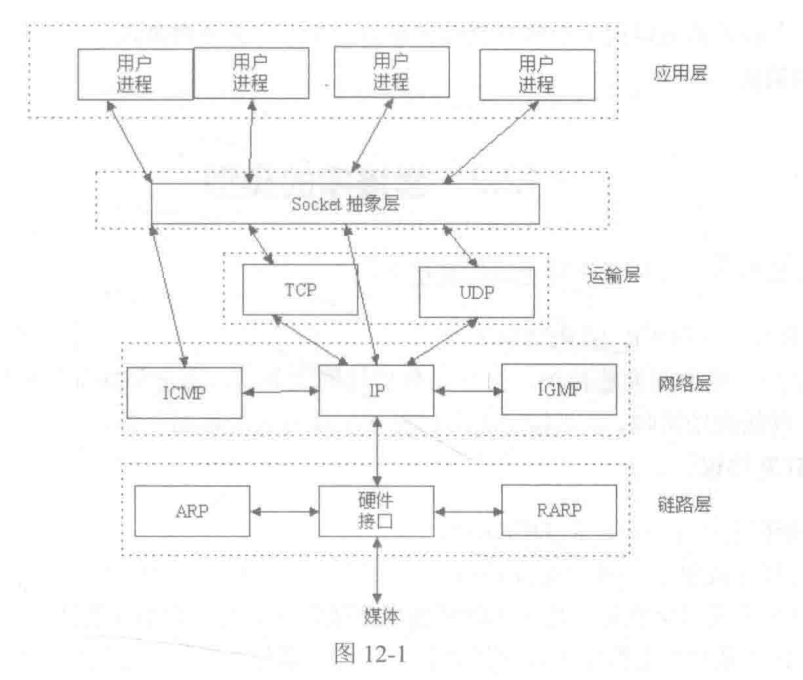 用户
进程
用户
进程
用户
进程
用户
进程
应用层
Socket 抽象层
TCP
UDP
运输层
ICMP
IP
IGMP
网络层
ARP
硬件
接口
RARP
链路层
媒体
图 12-1